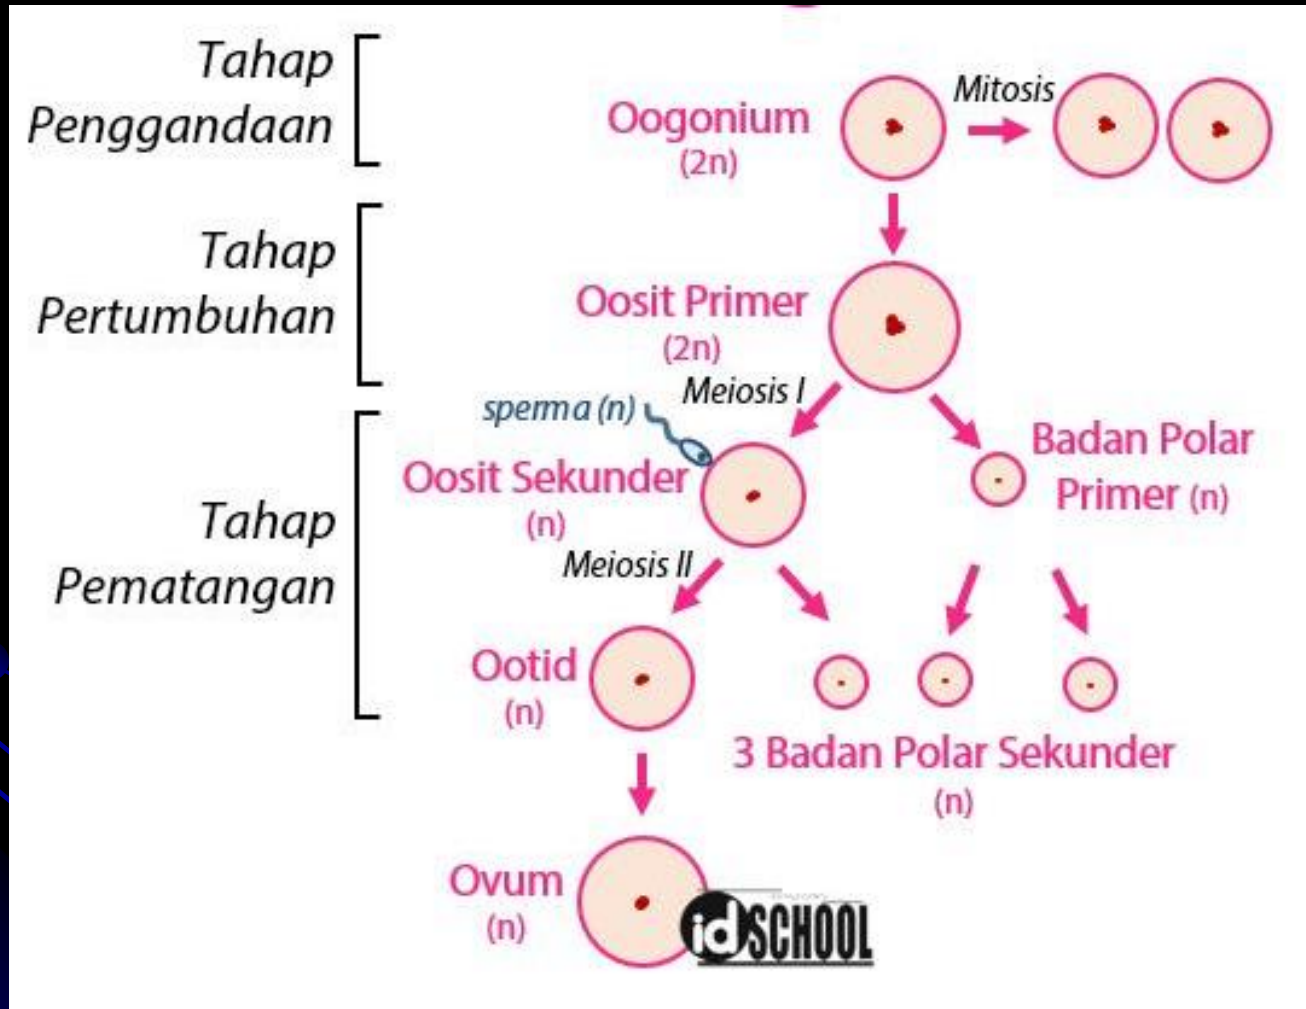 Tahap
Penggandaan
Oogonium
(2n)
Mitosis
Tahap
Pertumbuhan
Oosit Primer
(2n)
Meiosis I
sperma (n)
Oosit Sekunder
(n)
Badan Polar
Primer (n)
Tahap
Pematangan
Meiosis II
Ootid
(n)
3 Badan Polar Sekunder
(n)
Ovum
(n)
idSCHOOL